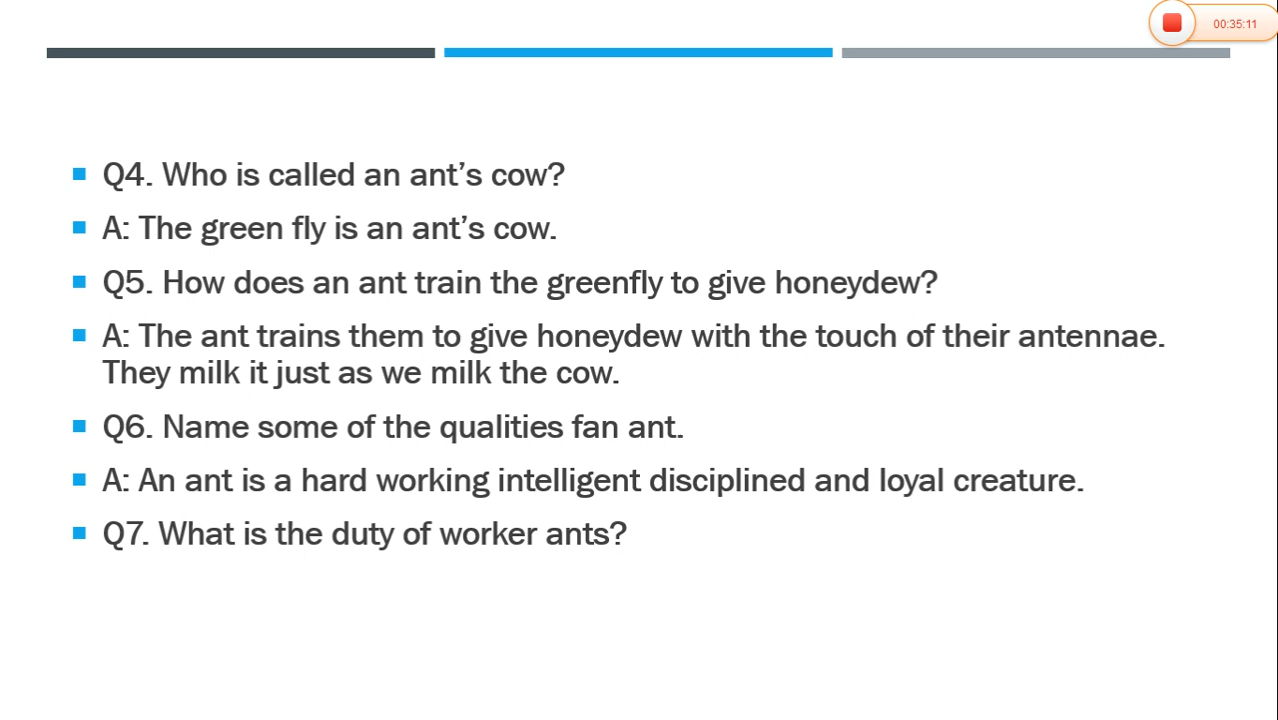 00:35:11
Q4. Who is called an ant’s cow?
A: The green fly is an ant’s cow.
Q5. How does an ant train the greenfly to give honeydew?
A: The ant trains them to give honeydew with the touch of their antennae.
They milk it just as we milk the cow.
Q6. Name some of the qualities fan ant.
A: An ant is a hard working intelligent disciplined and loyal creature.
Q7. What is the duty of worker ants?